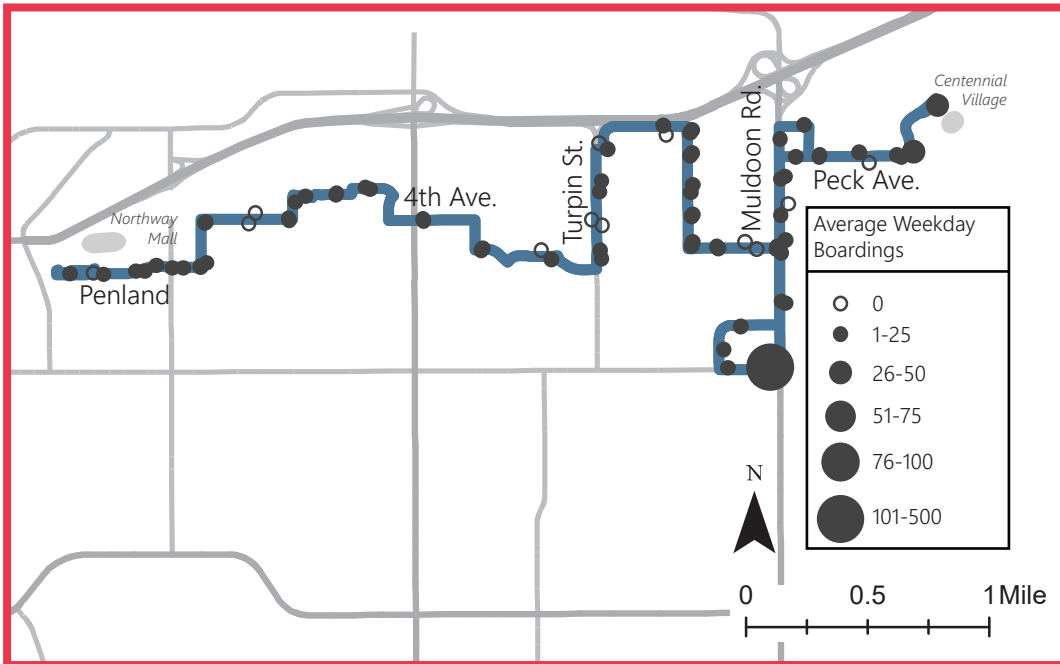 Centennial
Village
Muldoon Rd.
Turpin St.
Peck Ave.
4th Ave.
Northway
Mall
Penland
Average Weekday
Boardings
0
1-25
26-50
51-75
76-100
101-500
N
0 0.5 1 Mile